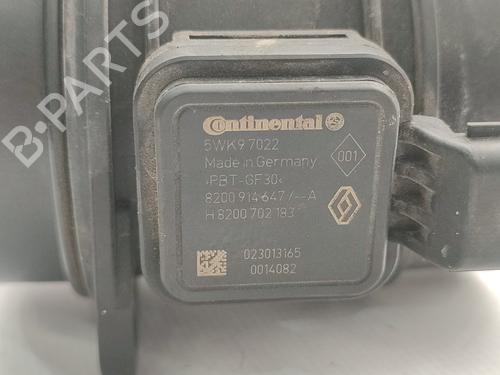 B-PARTS
Continental
5WK9 7022
001
Made in Germany
›PBT-GF30‹
8200 914 647 /--A
H 8200 702 183
023013165
0014082